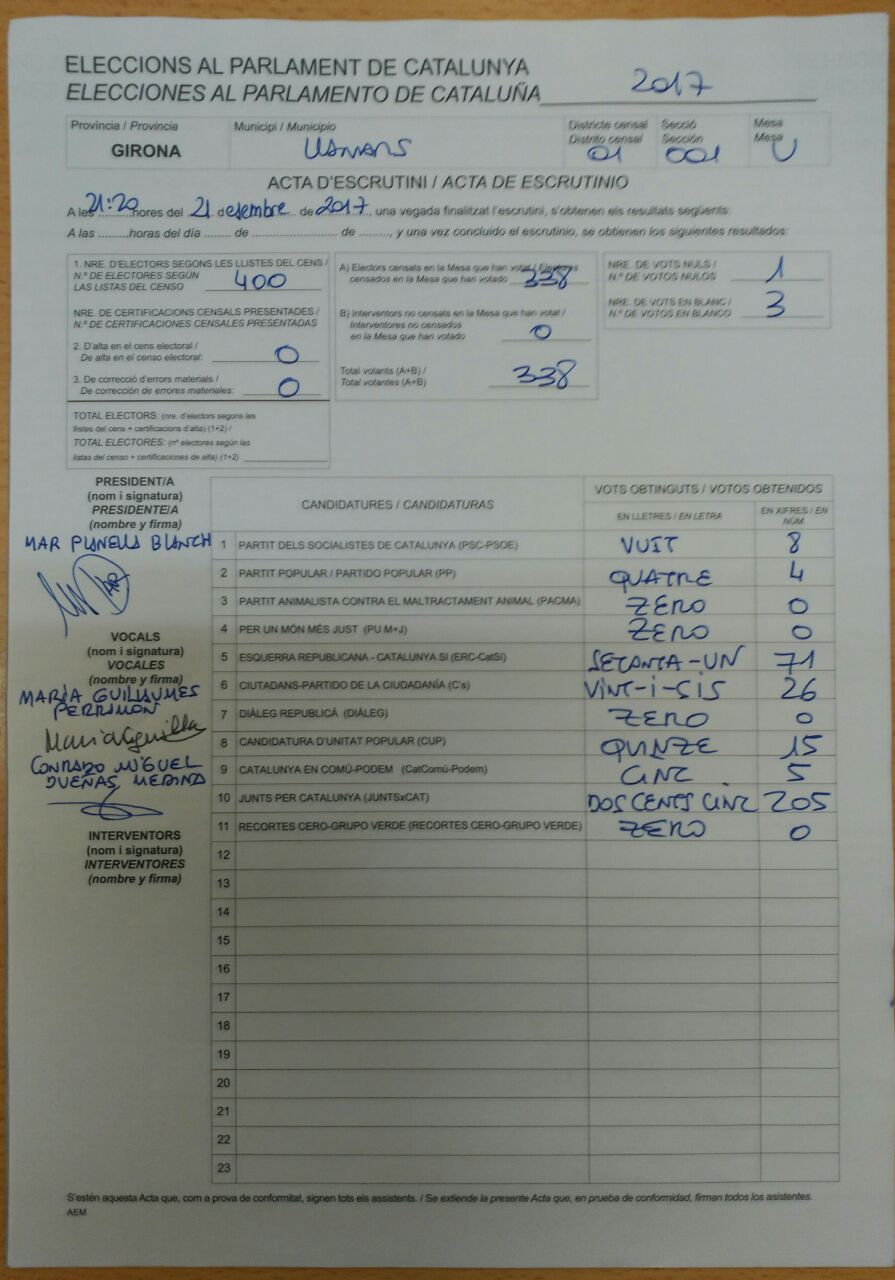 ELECCIONS AL PARLAMENT DE CATALUNYA
ELECCIONES AL PARLAMENTO DE CATALUÑA 2017
Província / Provincia
GIRONA
Municipi / Municipio
Districte censal
Distrito censal
01
Secció
Sección
001
Mesa
Mesa
U
ACTA D'ESCRUTINI / ACTA DE ESCRUTINIO
A les 21:20 hores del 21 desembre de 2017, una vegada finalitzat l'escrutini, s'obtenen els resultats següents:
A las .........horas del día ....... de ........................ de ........., y una vez concluido el escrutinio, se obtienen los siguientes resultados:
1. NRE. D'ELECTORS SEGONS LES LLISTES DEL CENS /
N.º DE ELECTORES SEGÚN
LAS LISTAS DEL CENSO 400
NRE. DE CERTIFICACIONS CENSALS PRESENTADES /
N.º DE CERTIFICACIONES CENSALES PRESENTADAS
2. D'alta en el cens electoral /
De alta en el censo electoral: 0
3. De correcció d'errors materials /
De corrección de errores materiales: 0
TOTAL ELECTORS: (nre. d'electors segons les
llistes del cens + certificacions d'alta) (1+2) /
TOTAL ELECTORES: (nº electores según las
listas del censo + certificaciones de alta) (1+2)
A) Electors censats en la Mesa que han votat / Electores
censados en la Mesa que han votado 338
B) Interventors no censats en la Mesa que han votat /
Interventores no censados
en la Mesa que han votado 0
Total votants (A+B) /
Total votantes (A+B) 338
NRE. DE VOTS NULS /
N.º DE VOTOS NULOS 1
NRE. DE VOTS EN BLANC /
N.º DE VOTOS EN BLANCO 3
PRESIDENT/A
(nom i signatura)
PRESIDENTE/A
(nombre y firma)
MAR PLANELLA BLANCH
VOCALS
(nom i signatura)
VOCALES
(nombre y firma)
MARÍA GUILLAUMES
CONRADO MIGUEL
DUEÑAS MEDINA
INTERVENTORS
(nom i signatura)
INTERVENTORES
(nombre y firma)
CANDIDATURES / CANDIDATURAS
VOTS OBTINGUTS / VOTOS OBTENIDOS
EN LLETRES / EN LETRA
EN XIFRES / EN
NÚM.
1 PARTIT DELS SOCIALISTES DE CATALUNYA (PSC-PSOE) VUIT 8
2 PARTIT POPULAR / PARTIDO POPULAR (PP) QUATRE 4
3 PARTIT ANIMALISTA CONTRA EL MALTRACTAMENT ANIMAL (PACMA) ZERO 0
4 PER UN MÓN MÉS JUST (PU M+J) ZERO 0
5 ESQUERRA REPUBLICANA - CATALUNYA SI (ERC-CatSí) SETANTA-UN 71
6 CIUTADANS-PARTIDO DE LA CIUDADANÍA (C's) VINT-I-SIS 26
7 DIÀLEG REPUBLICÀ (DIÀLEG) ZERO 0
8 CANDIDATURA D'UNITAT POPULAR (CUP) QUINZE 15
9 CATALUNYA EN COMÚ-PODEM (CatComú-Podem) CINC 5
10 JUNTS PER CATALUNYA (JUNTSxCAT) DOS CENTS CINC 205
11 RECORTES CERO-GRUPO VERDE (RECORTES CERO-GRUPO VERDE) ZERO 0
12
13
14
15
16
17
18
19
20
21
22
23
S'estén aquesta Acta que, com a prova de conformitat, signen tots els assistents. / Se extiende la presente Acta que, en prueba de conformidad, firman todos los asistentes.
AEM